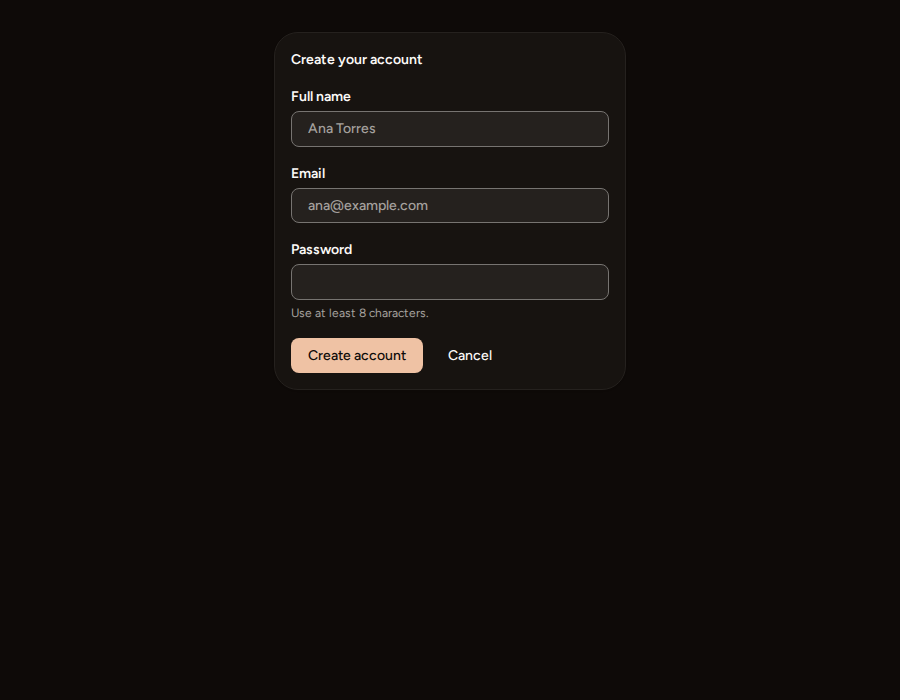 Create your account
Full name
Ana Torres
Email
ana@example.com
Password
Use at least 8 characters.
Create account
Cancel